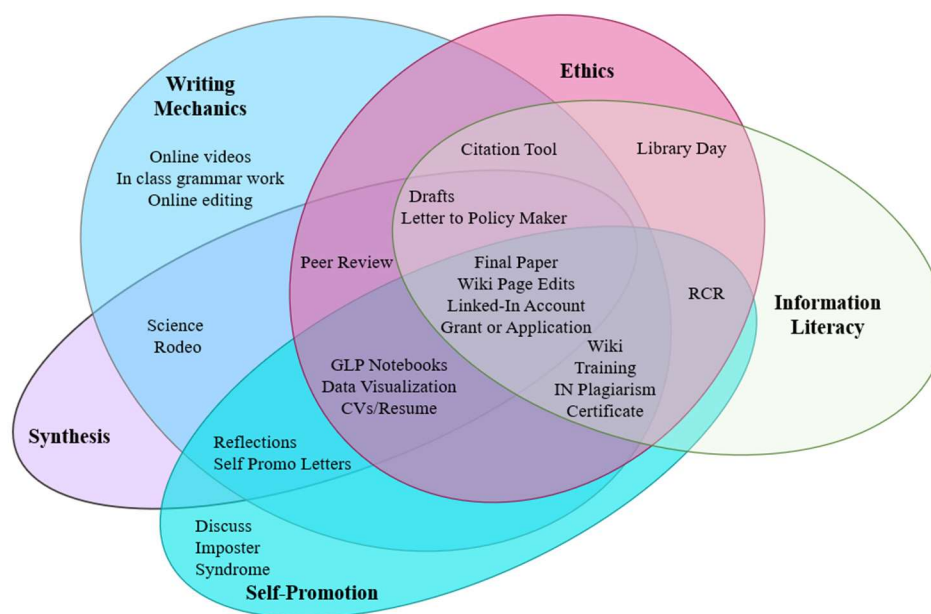 Writing
Mechanics
Online videos
In class grammar work
Online editing
Ethics
Citation Tool
Library Day
Drafts
Letter to Policy Maker
Peer Review
Final Paper
Wiki Page Edits
Linked-In Account
Grant or Application
RCR
Information
Literacy
Science
Rodeo
Wiki
Training
IN Plagiarism
Certificate
GLP Notebooks
Data Visualization
CVs/Resume
Synthesis
Reflections
Self Promo Letters
Discuss
Imposter
Syndrome
Self-Promotion